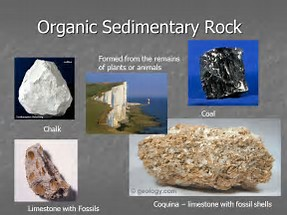 Organic Sedimentary Rock
Formed from the remains
of plants or animals
Chalk
Coal
© geology.com
Limestone with Fossils
Coquina – limestone with fossil shells